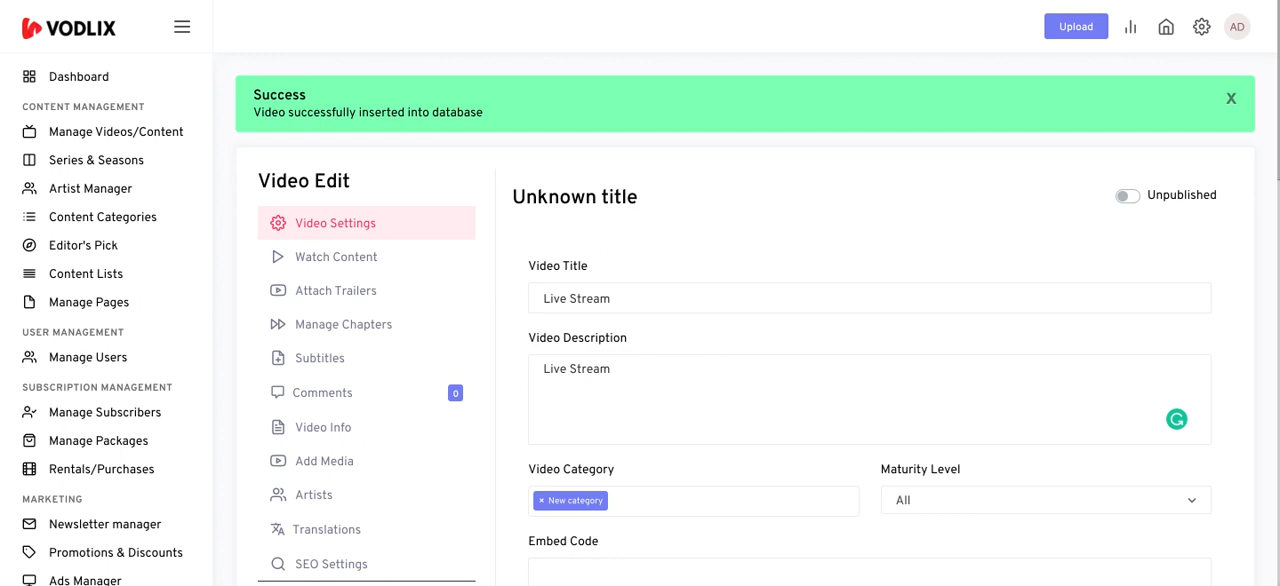 VODLIX
Upload
AD
Dashboard
CONTENT MANAGEMENT
Manage Videos/Content
Series & Seasons
Artist Manager
Content Categories
Editor's Pick
Content Lists
Manage Pages
USER MANAGEMENT
Manage Users
SUBSCRIPTION MANAGEMENT
Manage Subscribers
Manage Packages
Rentals/Purchases
MARKETING
Newsletter manager
Promotions & Discounts
Ads Manager
Success
X
Video successfully inserted into database
Video Edit
Video Settings
Watch Content
Attach Trailers
Manage Chapters
Subtitles
Comments 0
Video Info
Add Media
Artists
Translations
SEO Settings
Unknown title
Unpublished
Video Title
Live Stream
Video Description
Live Stream
Video Category
× New category
Maturity Level
All
Embed Code